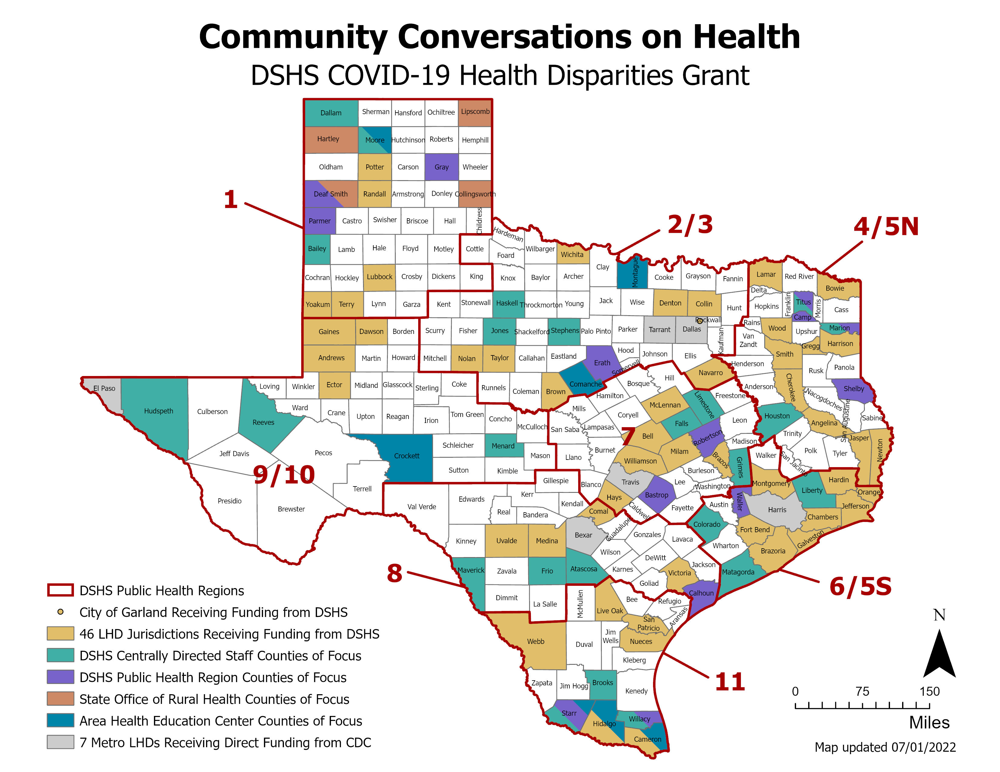 Community Conversations on Health
DSHS COVID-19 Health Disparities Grant
Dallam Sherman Hansford Ochiltree Lipscomb
Hartley Moore Hutchinson Roberts Hemphill
Oldham Potter Carson Gray Wheeler
Deaf Smith Randall Armstrong Donley Collingsworth
1
Parmer Castro Swisher Briscoe Hall Childress
2/3
4/5N
Hardeman
Bailey Lamb Hale Floyd Motley Cottle Foard Wilbarger Wichita
Clay Montague Cooke Grayson Fannin Lamar Red River Bowie
Cochran Hockley Lubbock Crosby Dickens King Knox Baylor Archer
Delta Hopkins Franklin Titus Morris Cass
Yoakum Terry Lynn Garza Kent Stonewall Haskell Throckmorton Young Jack Wise Denton Collin Hunt
Camp
Rockwall Rains Wood Upshur Marion
Gaines Dawson Borden Scurry Fisher Jones Shackelford Stephens Palo Pinto Parker Tarrant Dallas Kaufman
Van
Zandt
Gregg Harrison
Andrews Martin Howard Mitchell Nolan Taylor Callahan Eastland Erath Hood Johnson Ellis Smith
Somervell Henderson Rusk Panola
Navarro
El Paso Loving Winkler Ector Midland Glasscock Sterling Coke Runnels Coleman Brown Comanche Bosque Hill
Hamilton Freestone Anderson Cherokee Nacogdoches Shelby
Hudspeth Culberson Reeves Ward Crane Upton Reagan Irion Tom Green Concho McCulloch
Mills McLennan Limestone
Coryell Leon Houston Angelina San Augustine Sabine
San Saba Lampasas 7 Bell Falls Robertson Madison Trinity
Jasper Newton
Jeff Davis Pecos Crockett Schleicher Menard Mason Llano Burnet Milam Brazos Grimes Walker San Jacinto Polk Tyler
9/10
Sutton Kimble Williamson Burleson
Gillespie Blanco Travis Lee Washington Montgomery Liberty Hardin Orange
Presidio Brewster Terrell Val Verde Edwards Kerr Kendall Hays Bastrop Fayette Austin Waller Harris Jefferson
Real Bandera Comal Caldwell Colorado Chambers
Kinney Uvalde Medina Bexar Guadalupe Gonzales Lavaca Fort Bend Galveston
Wilson Wharton Brazoria
DeWitt
8
Maverick Zavala Frio Atascosa Karnes Victoria Jackson Matagorda
Goliad
6/5S
Dimmit La Salle McMullen Live Oak Bee Refugio Calhoun
Aransas
San
Patricio
Webb Duval
Jim
Wells
Nueces
Kleberg
11
Zapata Jim Hogg Brooks Kenedy
Starr Hidalgo Willacy
Cameron
DSHS Public Health Regions
City of Garland Receiving Funding from DSHS
46 LHD Jurisdictions Receiving Funding from DSHS
DSHS Centrally Directed Staff Counties of Focus
DSHS Public Health Region Counties of Focus
State Office of Rural Health Counties of Focus
Area Health Education Center Counties of Focus
7 Metro LHDs Receiving Direct Funding from CDC
N
0 75 150
Miles
Map updated 07/01/2022